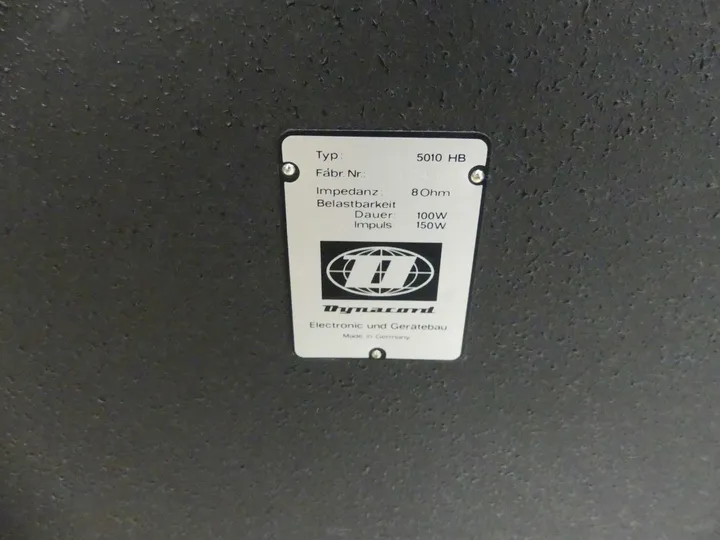 Typ: 5010 HB
Fabr. Nr.:
Impedanz: 8 Ohm
Belastbarkeit
Dauer 100W
Impuls 150W
Dynacord
Electronic und Gerätebau
Made in Germany